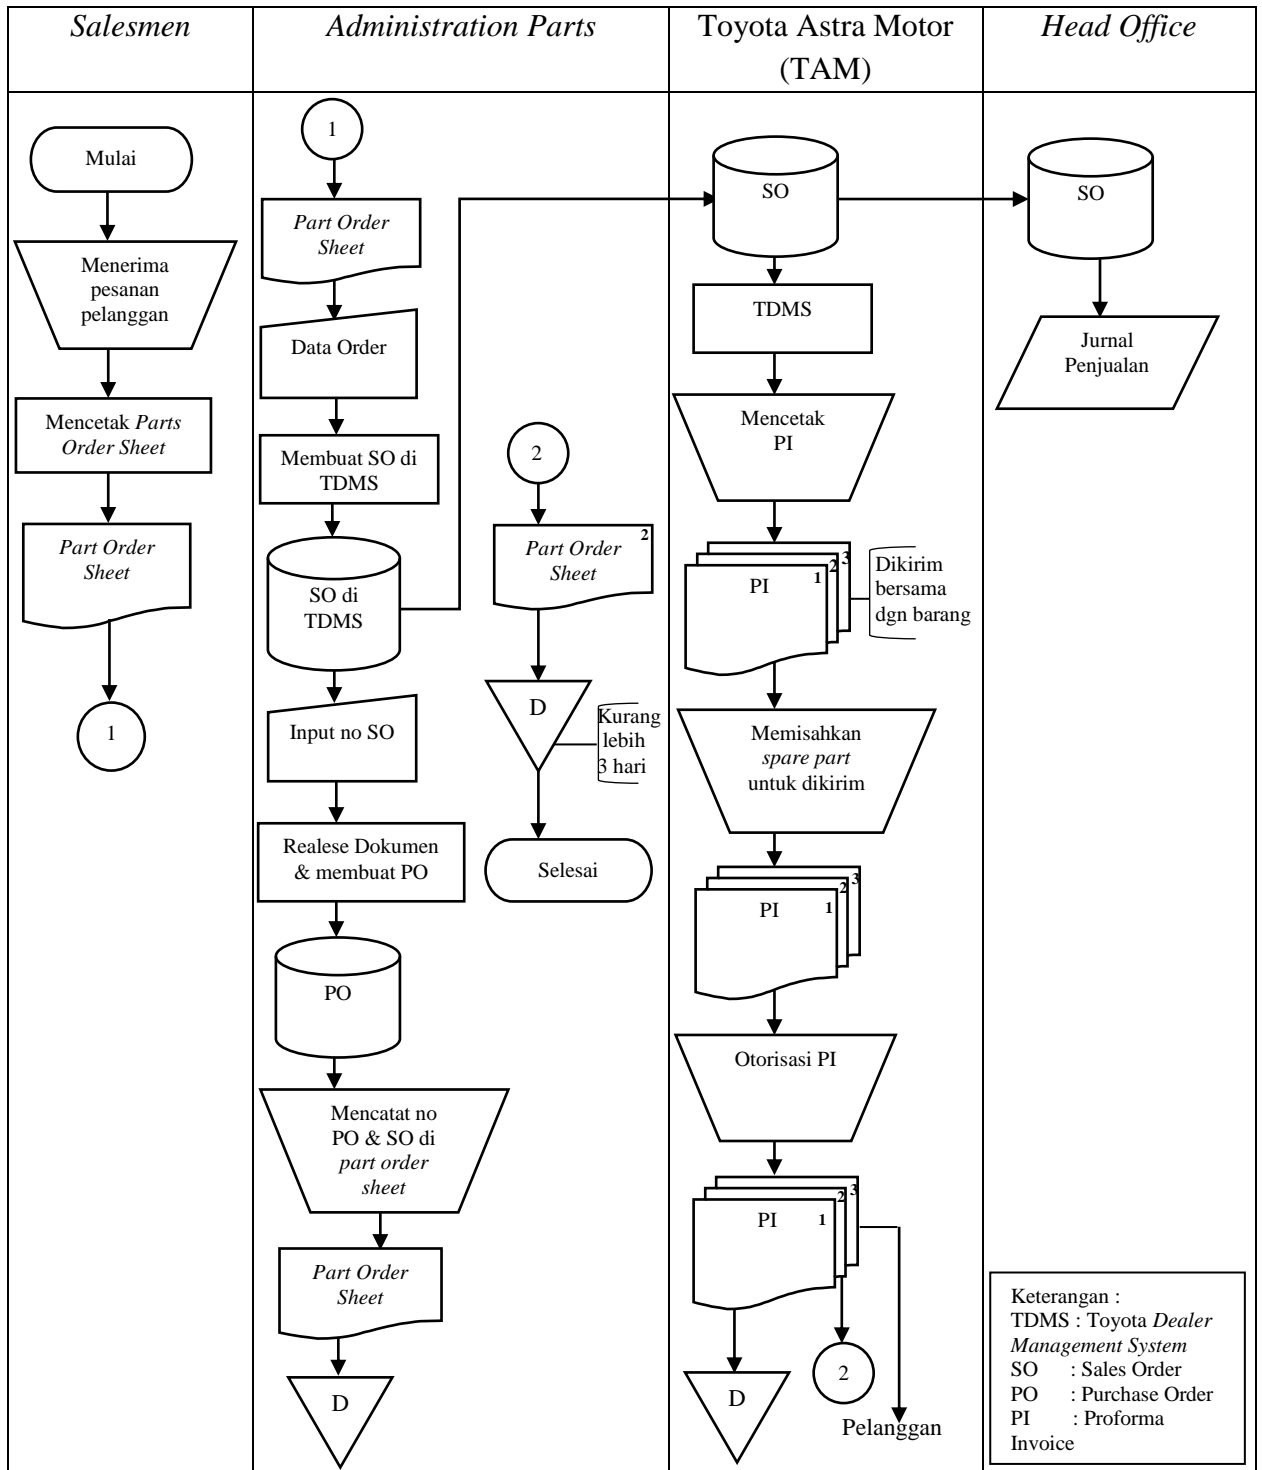 Salesmen
Administration Parts
Toyota Astra Motor
(TAM)
Head Office
Mulai
Menerima
pesanan
pelanggan
Mencetak Parts
Order Sheet
Part Order
Sheet
1
1
Part Order
Sheet
Data Order
Membuat SO di
TDMS
SO di
TDMS
Input no SO
Realese Dokumen
& membuat PO
PO
Mencatat no
PO & SO di
part order
sheet
Part Order
Sheet
D
2
Part Order
Sheet
2
D
Kurang
lebih
3 hari
Selesai
SO
TDMS
Mencetak
PI
PI
1
2
3
Dikirim
bersama
dgn barang
Memisahkan
spare part
untuk dikirim
PI
1
2
3
Otorisasi PI
PI
1
2
3
D
2
Pelanggan
SO
Jurnal
Penjualan
Keterangan :
TDMS : Toyota Dealer
Management System
SO : Sales Order
PO : Purchase Order
PI : Proforma
Invoice